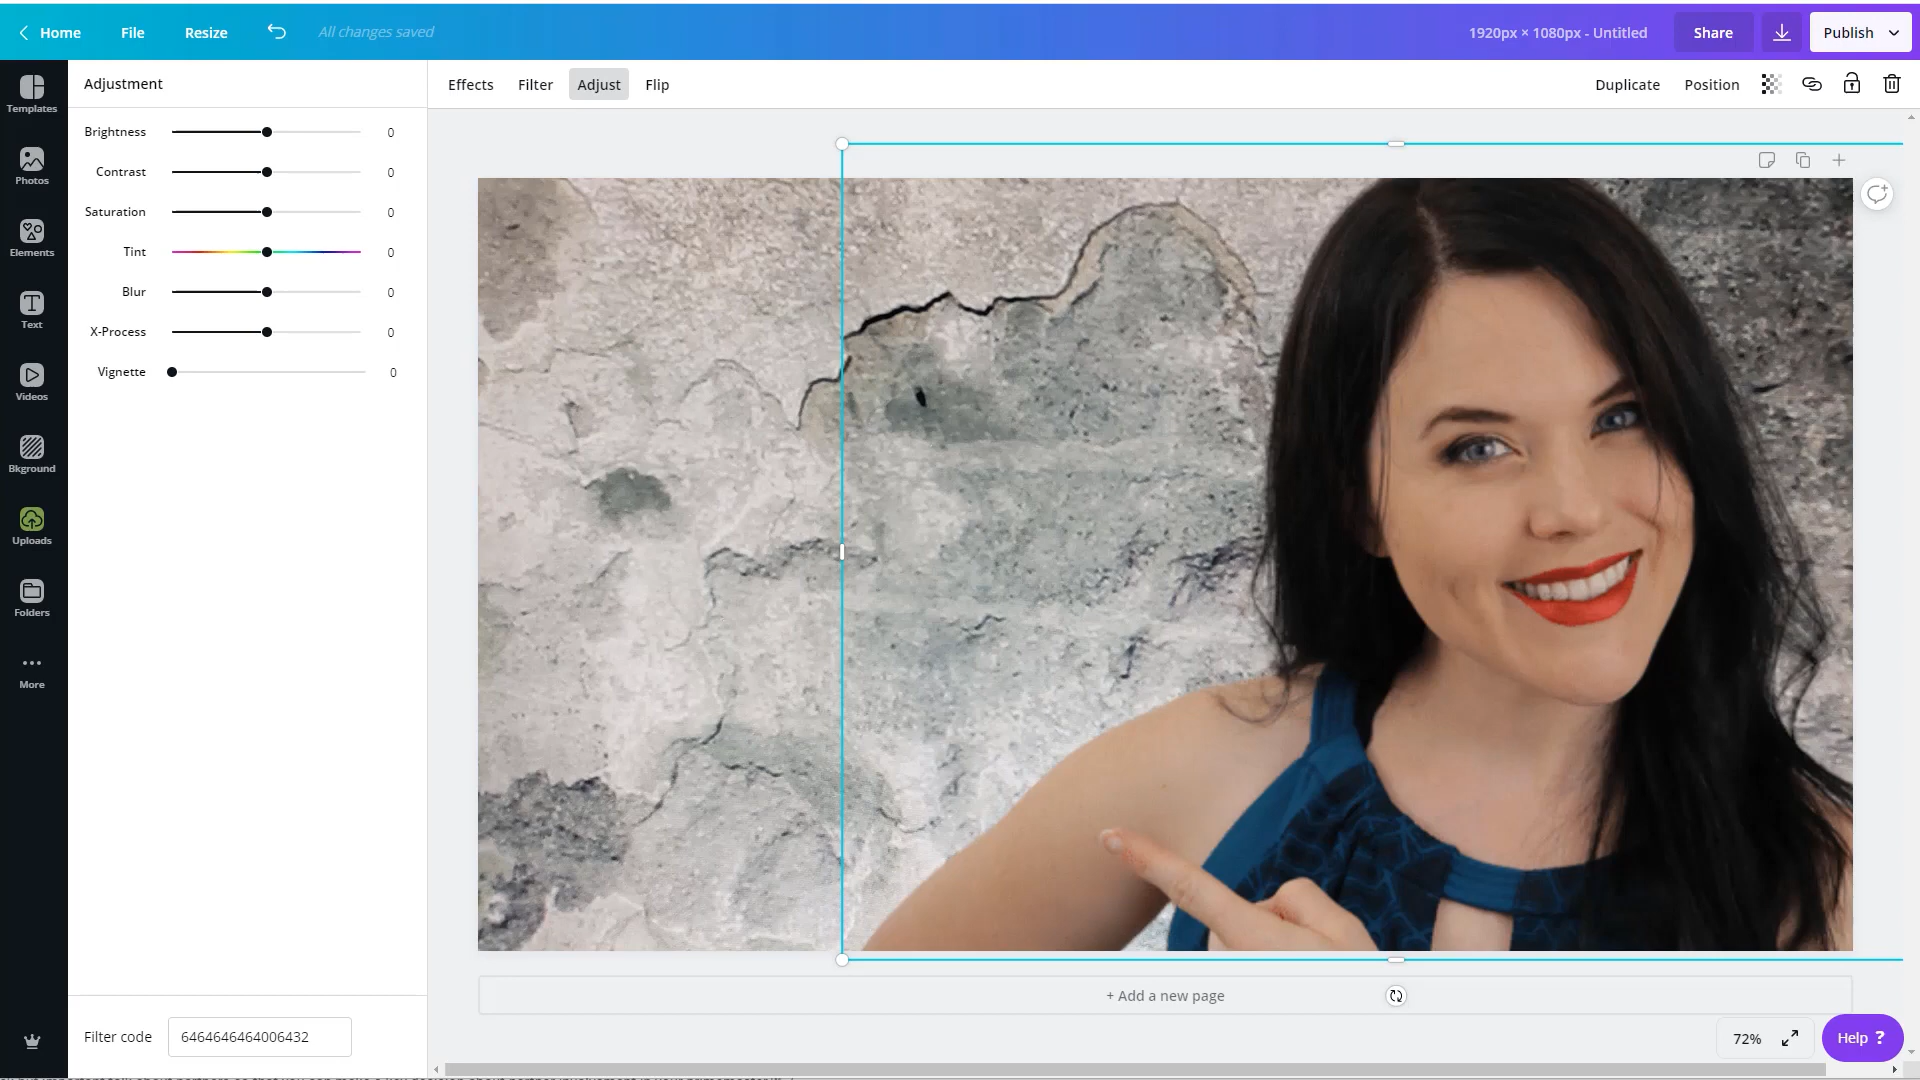 Home File Resize All changes saved 1920px × 1080px - Untitled Share Publish
Templates
Photos
Elements
Text
Videos
Bkground
Uploads
Folders
More
Adjustment
Brightness 0
Contrast 0
Saturation 0
Tint 0
Blur 0
X-Process 0
Vignette 0
Filter code 6464646464006432
Effects Filter Adjust Flip Duplicate Position
+ Add a new page
72% Help ?